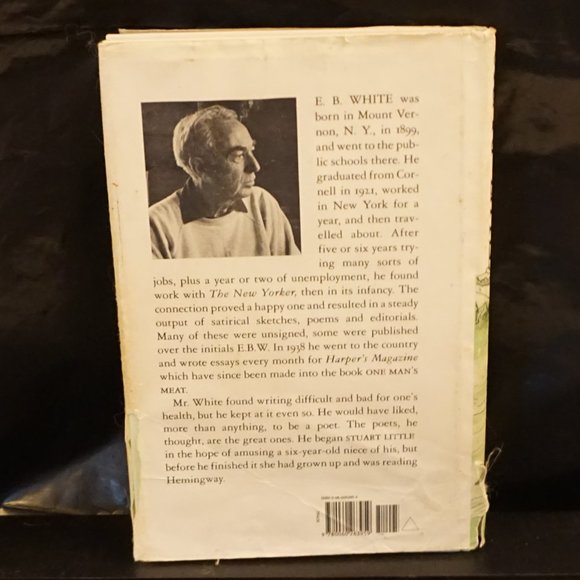 E. B. WHITE was
born in Mount Ver-
non, N. Y., in 1899,
and went to the pub-
lic schools there. He
graduated from Cor-
nell in 1921, worked
in New York for a
year, and then trav-
elled about. After
five or six years try-
ing many sorts of
jobs, plus a year or two of unemployment, he found
work with The New Yorker, then in its infancy. The
connection proved a happy one and resulted in a steady
output of satirical sketches, poems and editorials.
Many of these were unsigned, some were published
over the initials E.B.W. In 1938 he went to the country
and wrote essays every month for Harper's Magazine
which have since been made into the book ONE MAN'S
MEAT.
Mr. White found writing difficult and bad for one's
health, but he kept at it even so. He would have liked,
more than anything, to be a poet. The poets, he
thought, are the great ones. He began STUART LITTLE
in the hope of amusing a six-year-old niece of his, but
before he finished it she had grown up and was reading
Hemingway.